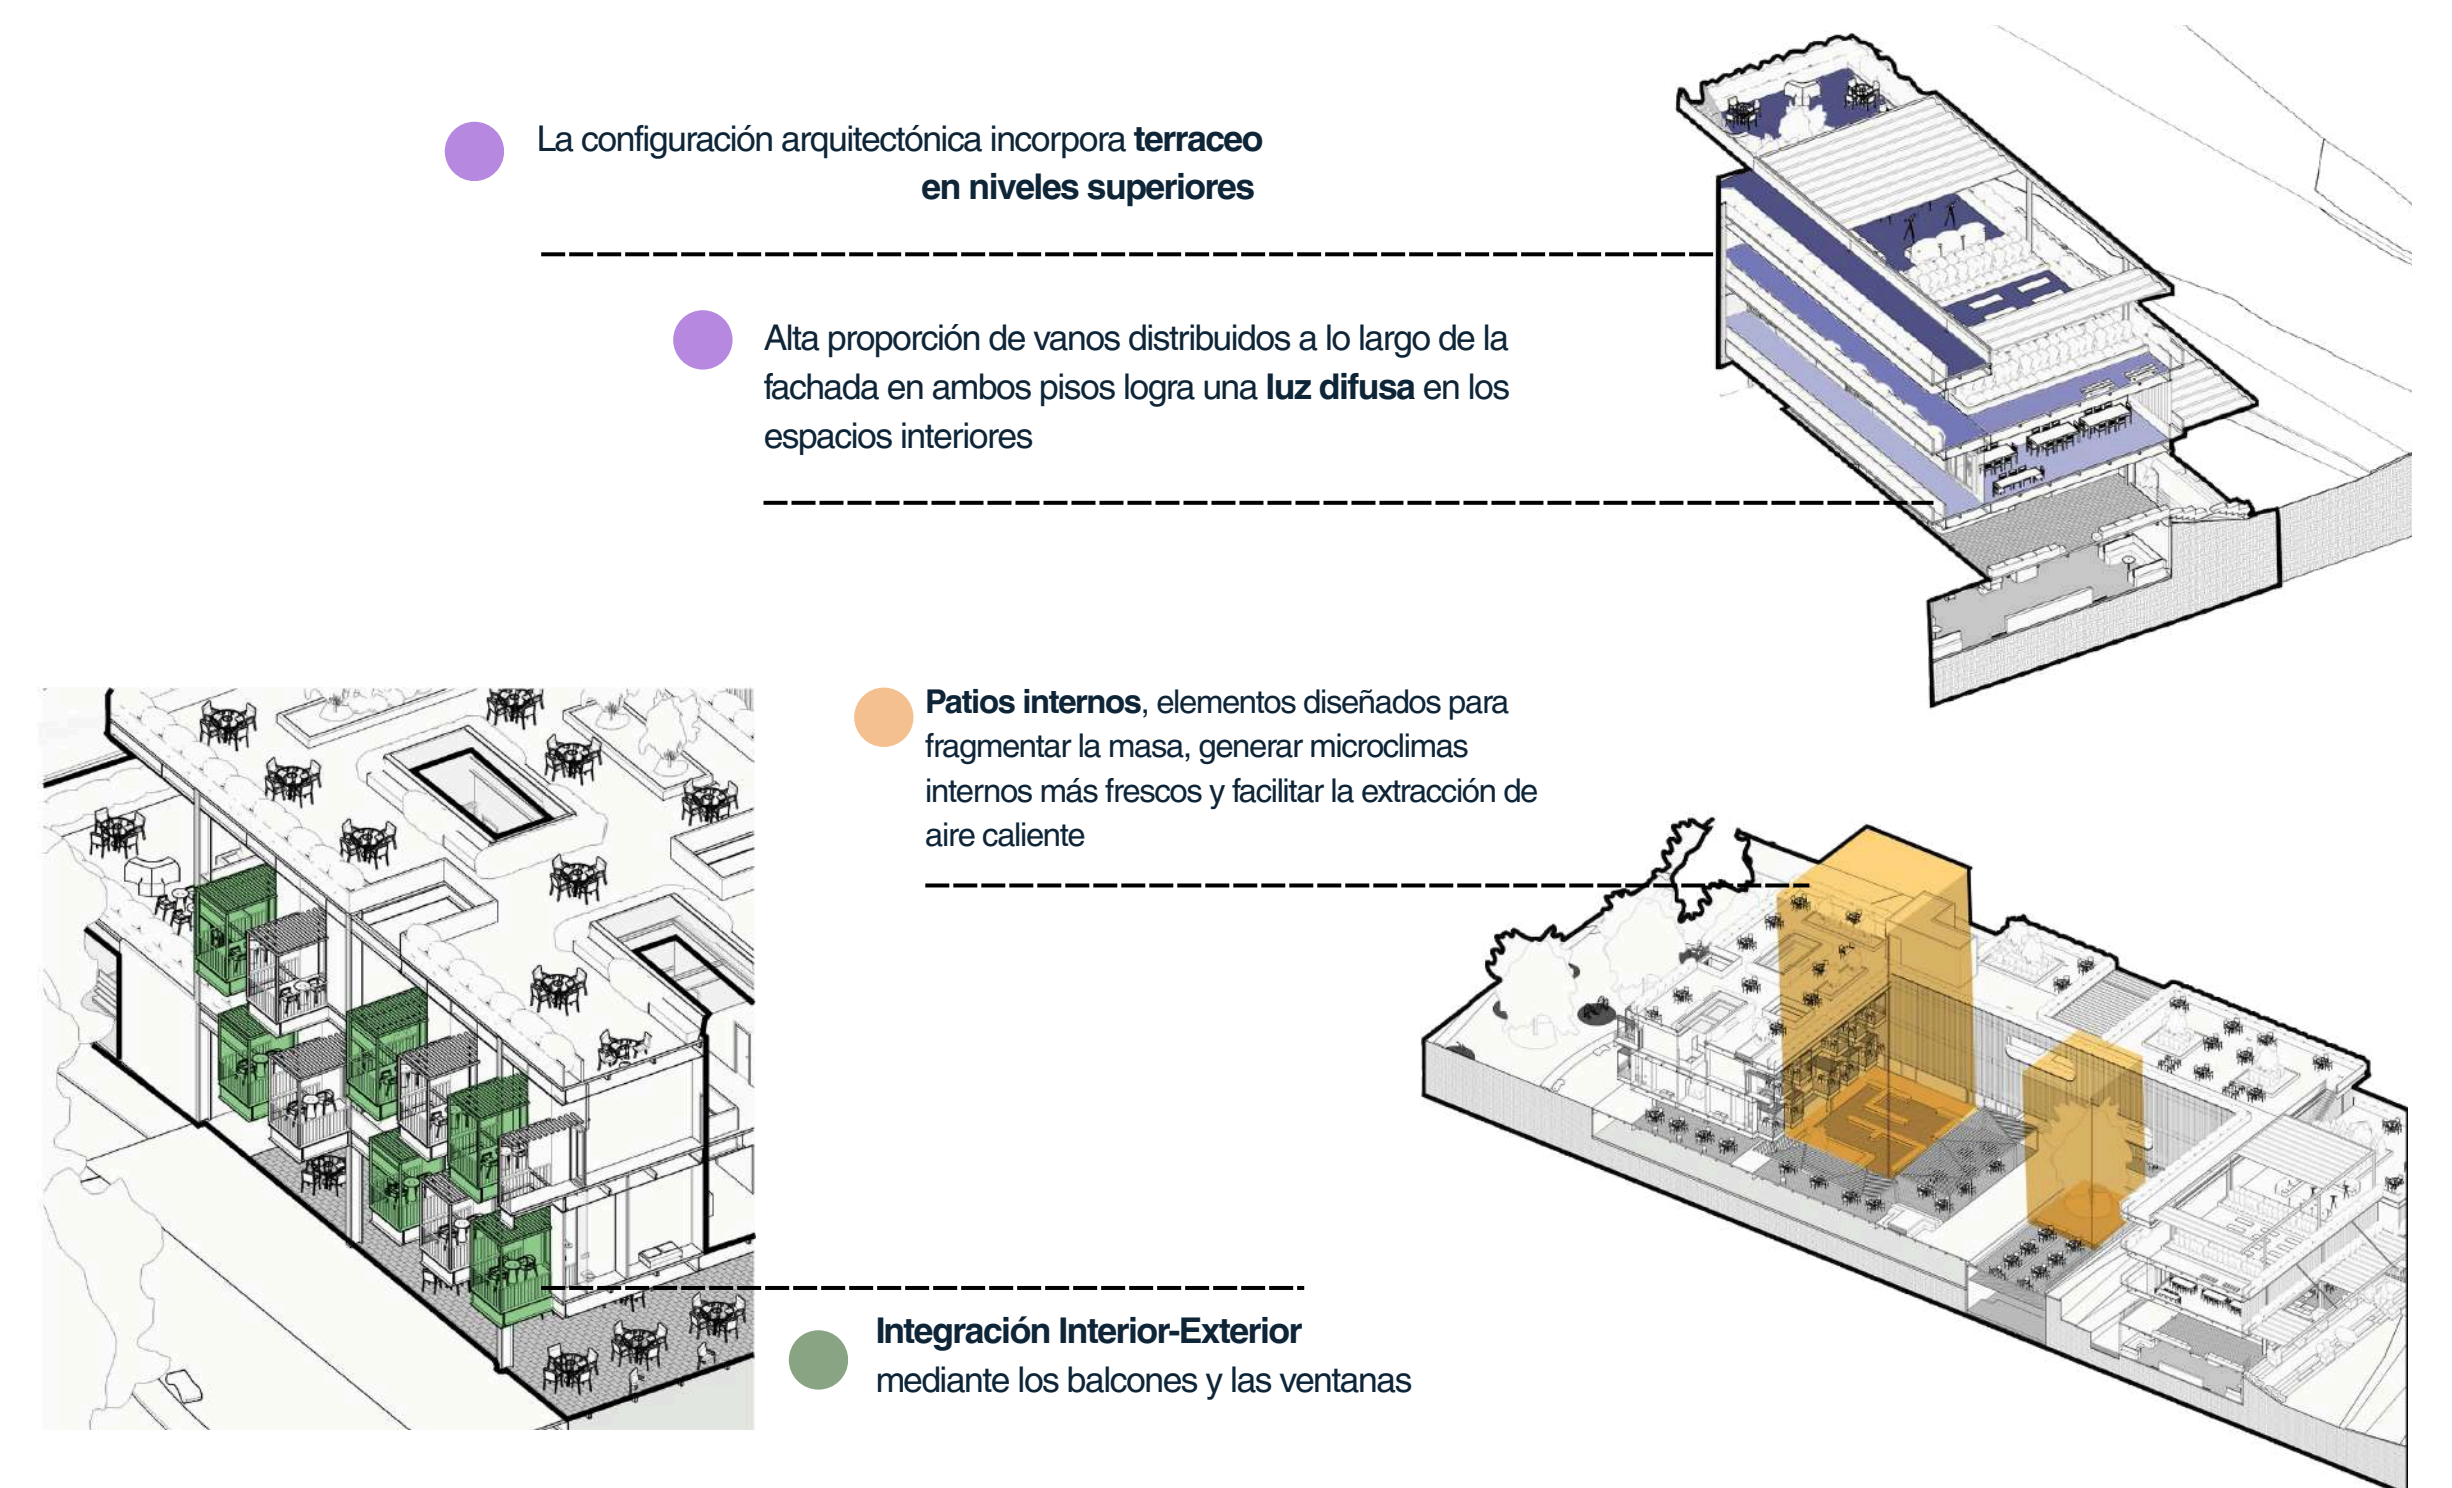 La configuración arquitectónica incorpora terraceo
en niveles superiores
Alta proporción de vanos distribuidos a lo largo de la
fachada en ambos pisos logra una luz difusa en los
espacios interiores
Patios internos, elementos diseñados para
fragmentar la masa, generar microclimas
internos más frescos y facilitar la extracción de
aire caliente
Integración Interior-Exterior
mediante los balcones y las ventanas